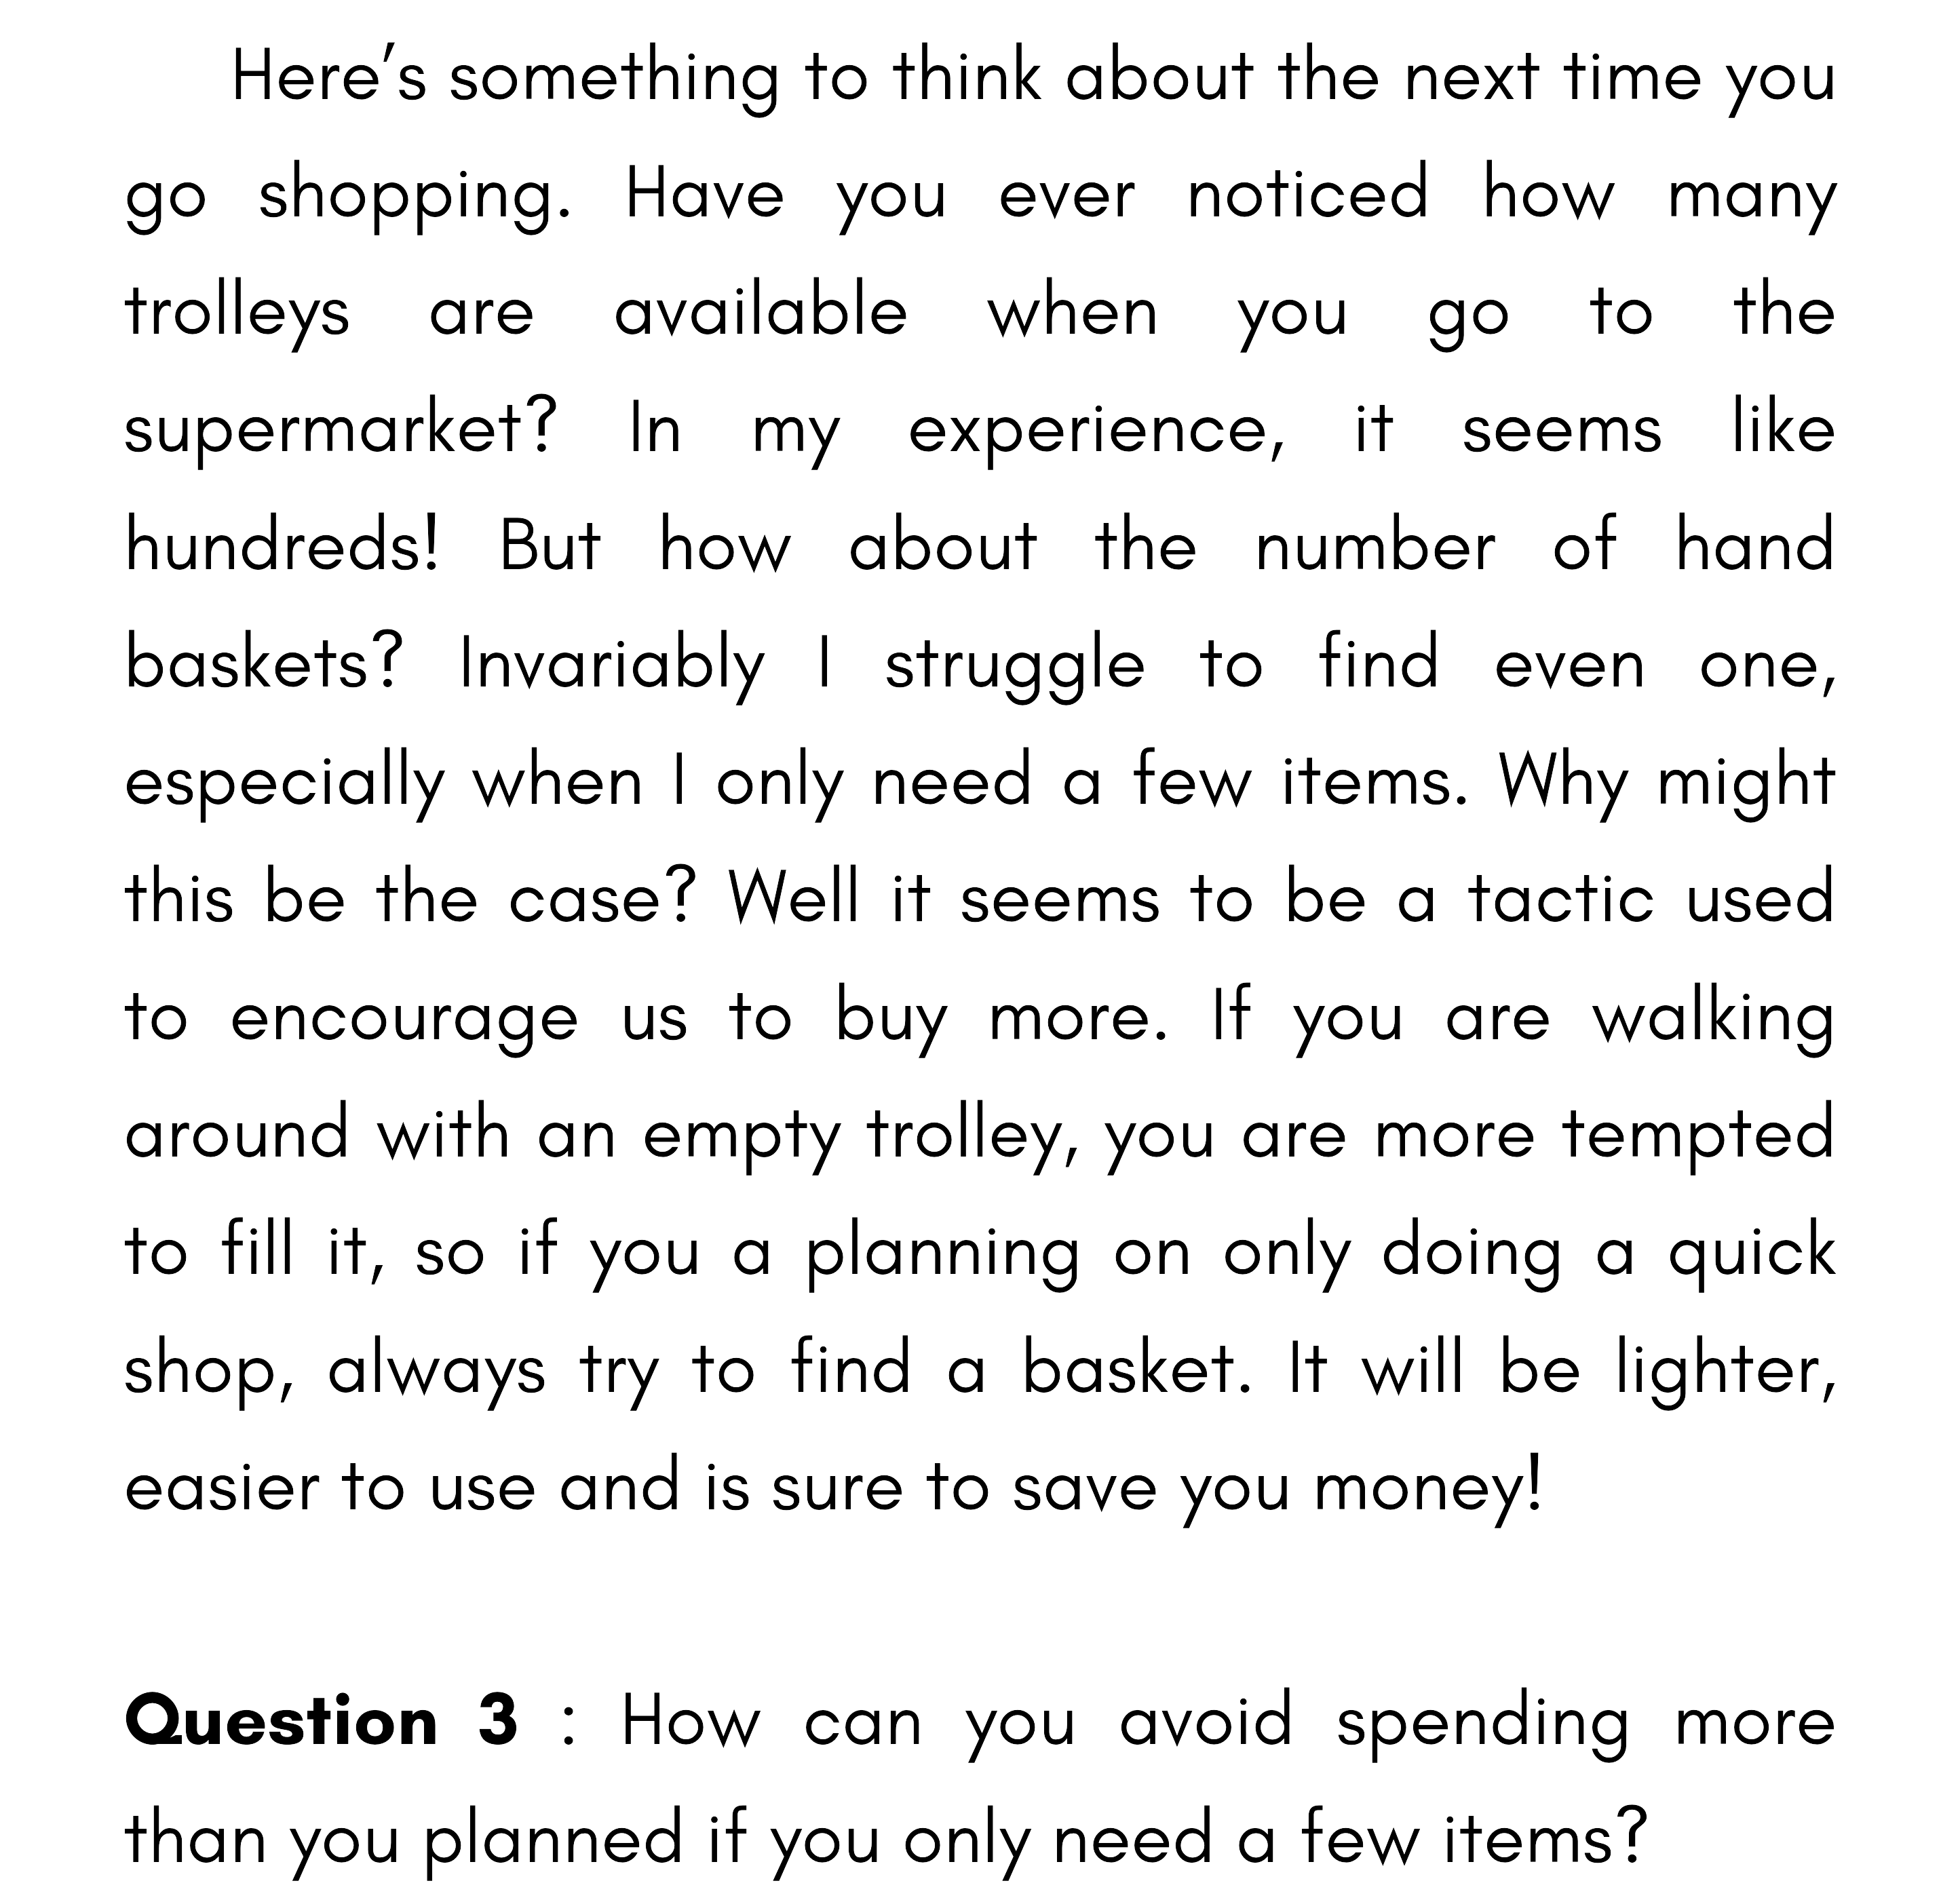 Here’s something to think about the next time you
go shopping. Have you ever noticed how many
trolleys are available when you go to the
supermarket? In my experience, it seems like
hundreds! But how about the number of hand
baskets? Invariably I struggle to find even one,
especially when I only need a few items. Why might
this be the case? Well it seems to be a tactic used
to encourage us to buy more. If you are walking
around with an empty trolley, you are more tempted
to fill it, so if you a planning on only doing a quick
shop, always try to find a basket. It will be lighter,
easier to use and is sure to save you money!
Question 3 : How can you avoid spending more
than you planned if you only need a few items?